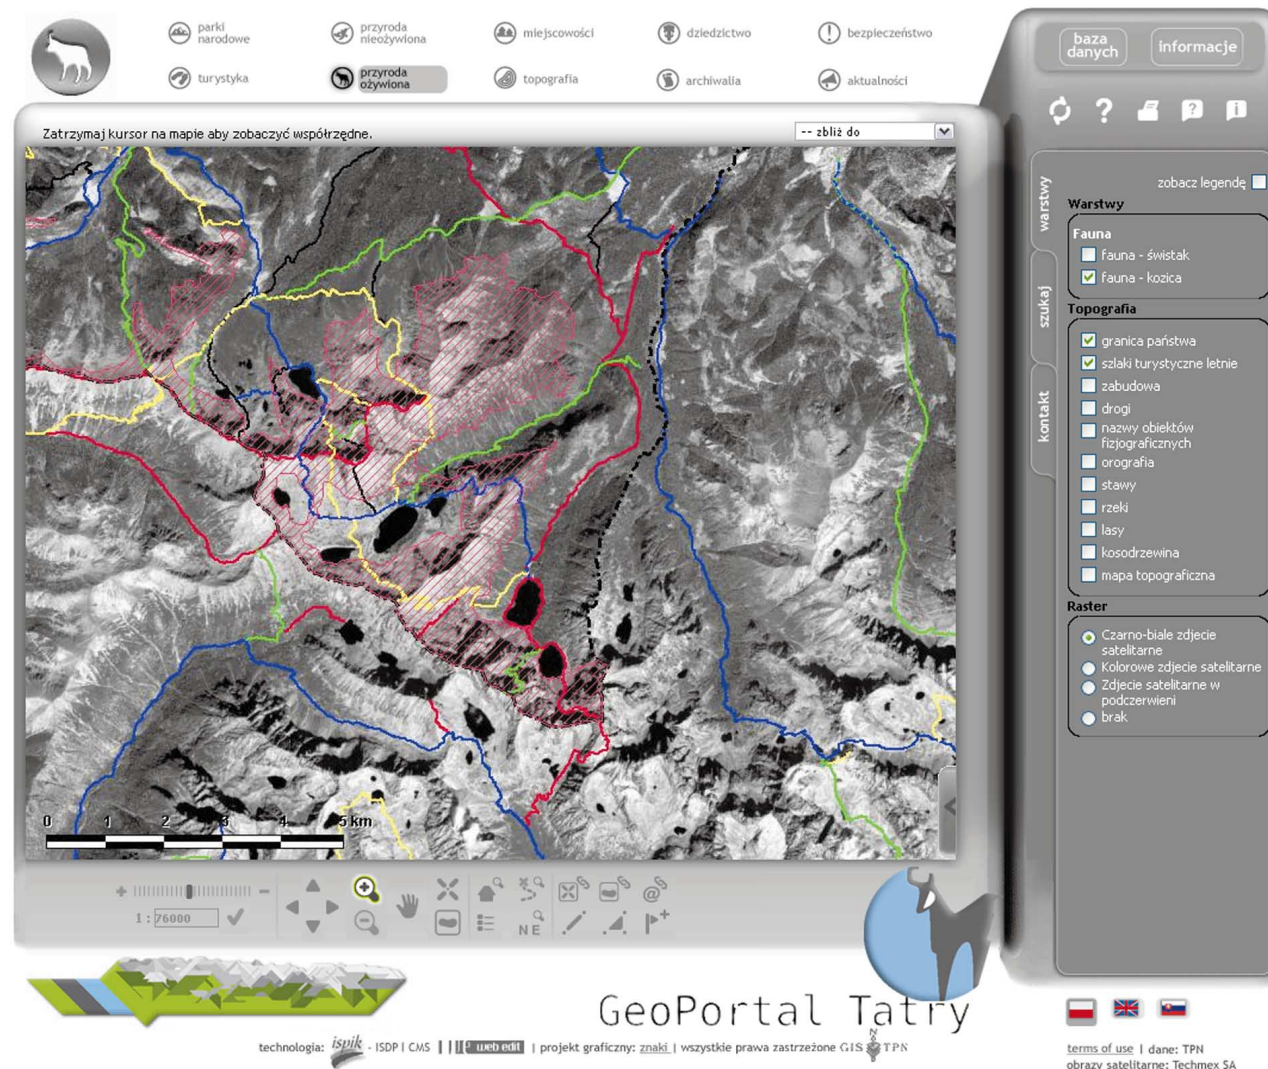 parki
narodowe
przyroda
nieożywiona
miejscowości
dziedzictwo
bezpieczeństwo
turystyka
przyroda
ożywiona
topografia
archiwalia
aktualności
baza
danych
informacje
Zatrzymaj kursor na mapie aby zobaczyć współrzędne.
-- zbliż do
warstwy
szukaj
kontakt
zobacz legendę
Warstwy
Fauna
fauna - świstak
fauna - kozica
Topografia
granica państwa
szlaki turystyczne letnie
zabudowa
drogi
nazwy obiektów
fizjograficznych
orografia
stawy
rzeki
lasy
kosodrzewina
mapa topograficzna
Raster
Czarno-biale zdjecie
satelitarne
Kolorowe zdjecie satelitarne
Zdjecie satelitarne w
podczerwieni
brak
0 1 2 3 4 5 km
1 : 76000
N E
GeoPortal Tatry
technologia: ispik - ISDP | CMS web edit | projekt graficzny: znaki | wszystkie prawa zastrzeżone GIS TPN
terms of use | dane: TPN
obrazy satelitarne: Techmex SA